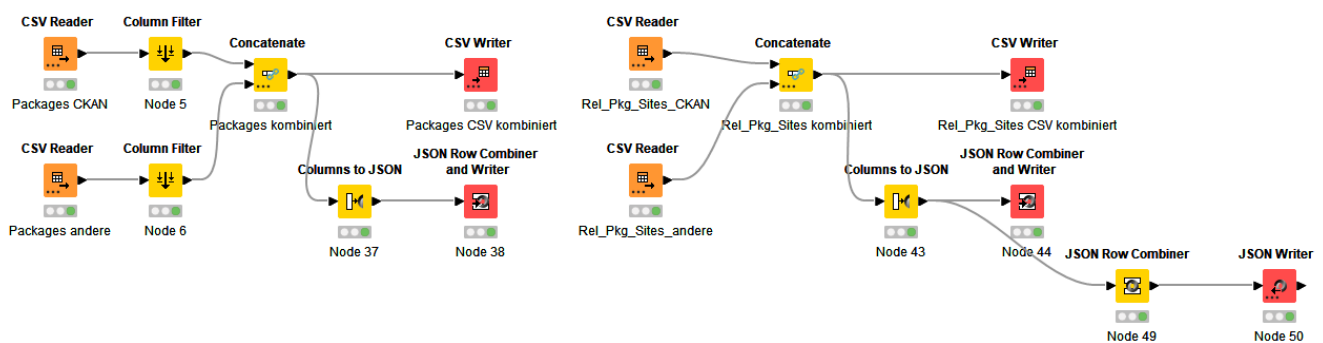 CSV Reader
Column Filter
Concatenate
CSV Writer
Packages CKAN
Node 5
Packages kombiniert
Packages CSV kombiniert
CSV Reader
Column Filter
Columns to JSON
JSON Row Combiner
and Writer
Packages andere
Node 6
Node 37
Node 38
CSV Reader
Concatenate
CSV Writer
Rel_Pkg_Sites_CKAN
Rel_Pkg_Sites kombiniert
Rel_Pkg_Sites CSV kombiniert
CSV Reader
Columns to JSON
JSON Row Combiner
and Writer
Rel_Pkg_Sites_andere
Node 43
Node 44
JSON Row Combiner
JSON Writer
Node 49
Node 50